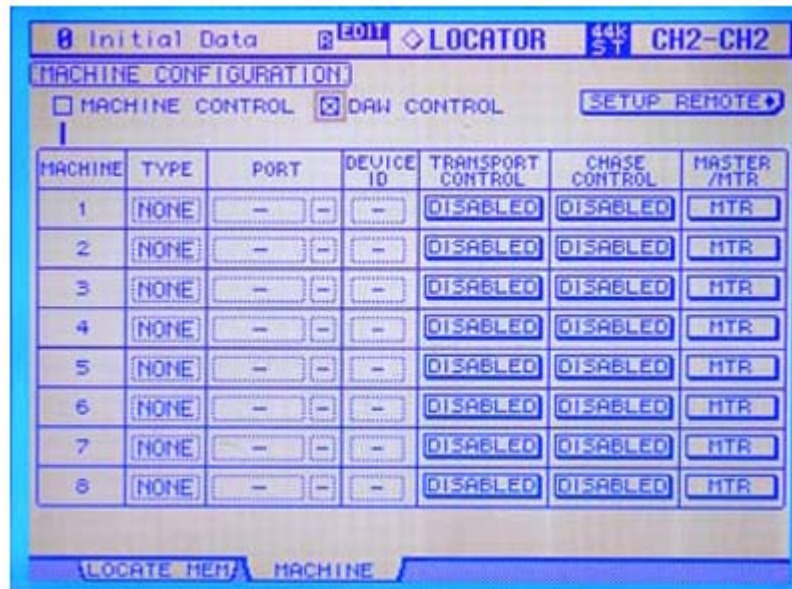 0 Initial Data R EDIT ◇LOCATOR 44k ST CH2-CH2
MACHINE CONFIGURATION
MACHINE CONTROL DAW CONTROL SETUP REMOTE
MACHINE TYPE PORT DEVICE ID TRANSPORT CONTROL CHASE CONTROL MASTER /MTR
1 NONE - - - DISABLED DISABLED MTR
2 NONE - - - DISABLED DISABLED MTR
3 NONE - - - DISABLED DISABLED MTR
4 NONE - - - DISABLED DISABLED MTR
5 NONE - - - DISABLED DISABLED MTR
6 NONE - - - DISABLED DISABLED MTR
7 NONE - - - DISABLED DISABLED MTR
8 NONE - - - DISABLED DISABLED MTR
LOCATE MEM MACHINE